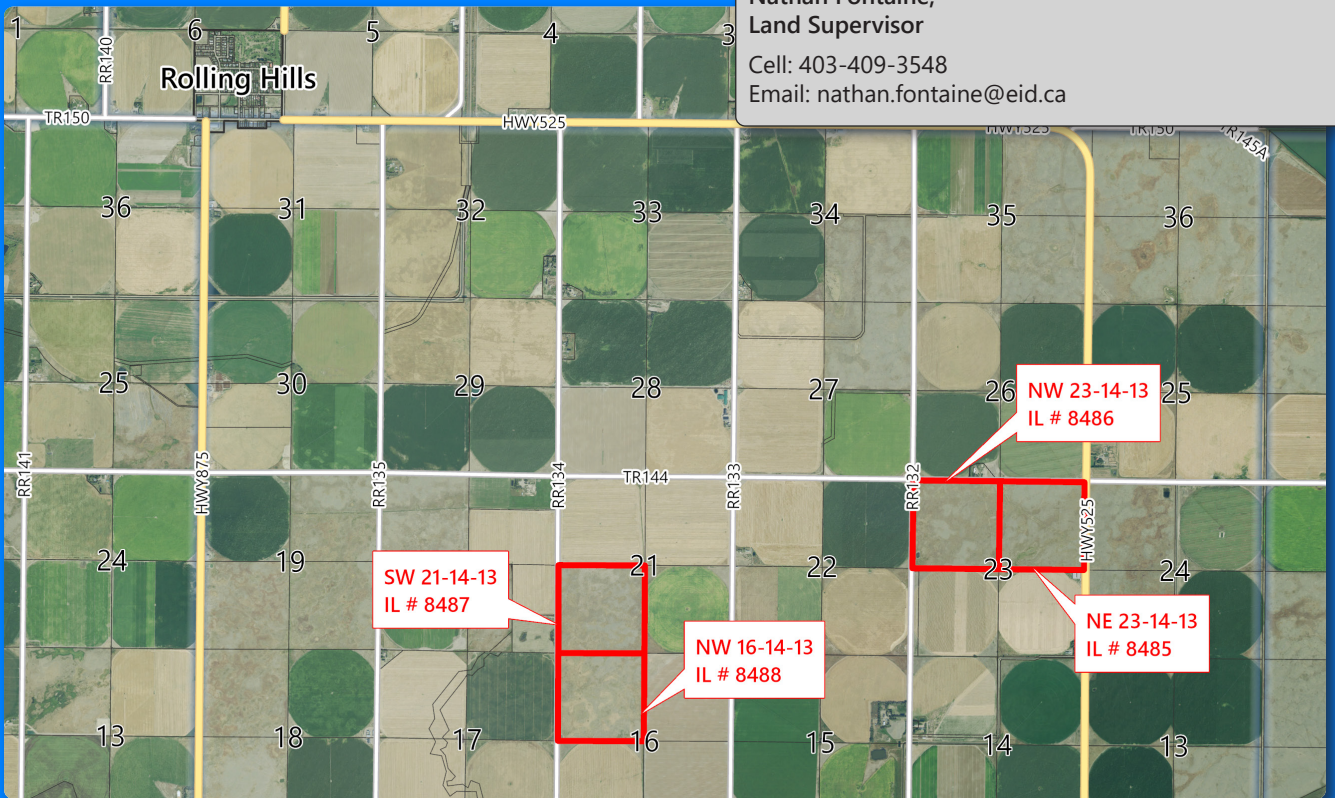 Nathan Fontaine,
Land Supervisor
Cell: 403-409-3548
Email: nathan.fontaine@eid.ca
1
6
5
4
3
RR140
Rolling Hills
TR150
HWY525
HWY525
TR150
TR145A
36
31
32
33
34
35
36
25
30
29
28
27
26
25
NW 23-14-13
IL # 8486
RR141
HWY875
RR135
RR134
TR144
RR133
RR132
HWY525
24
19
21
22
23
24
SW 21-14-13
IL # 8487
NE 23-14-13
IL # 8485
NW 16-14-13
IL # 8488
13
18
17
16
15
14
13